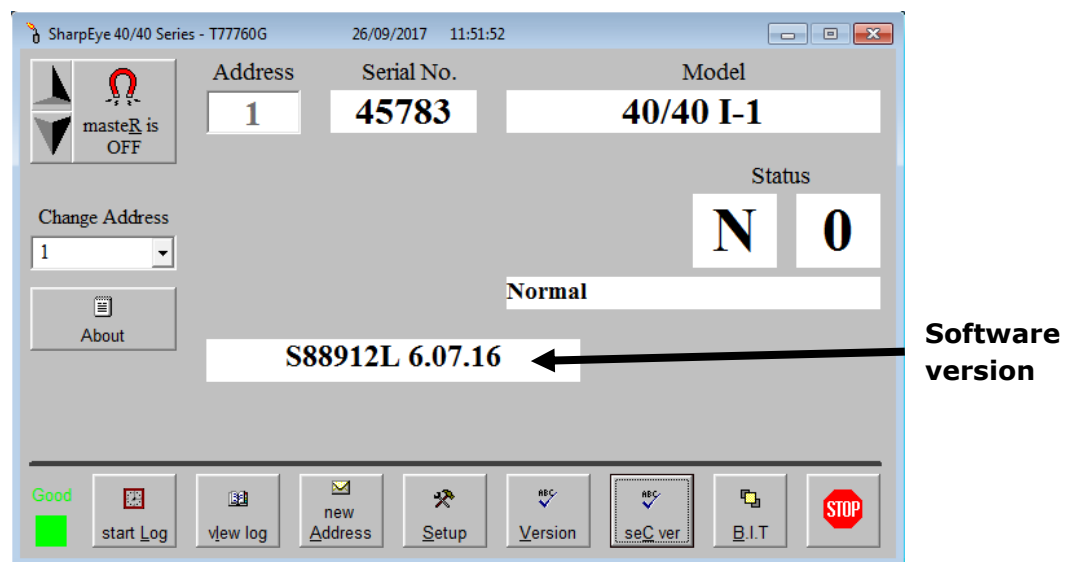 SharpEye 40/40 Series - T77760G 26/09/2017 11:51:52
Address Serial No. Model
masteR is
OFF
1 45783 40/40 I-1
Status
Change Address
1
N 0
Normal
About
S88912L 6.07.16
Software
version
Good
start Log
vIew log
new
Address
Setup
ABC
Version
ABC
seC ver
B.I.T
STOP